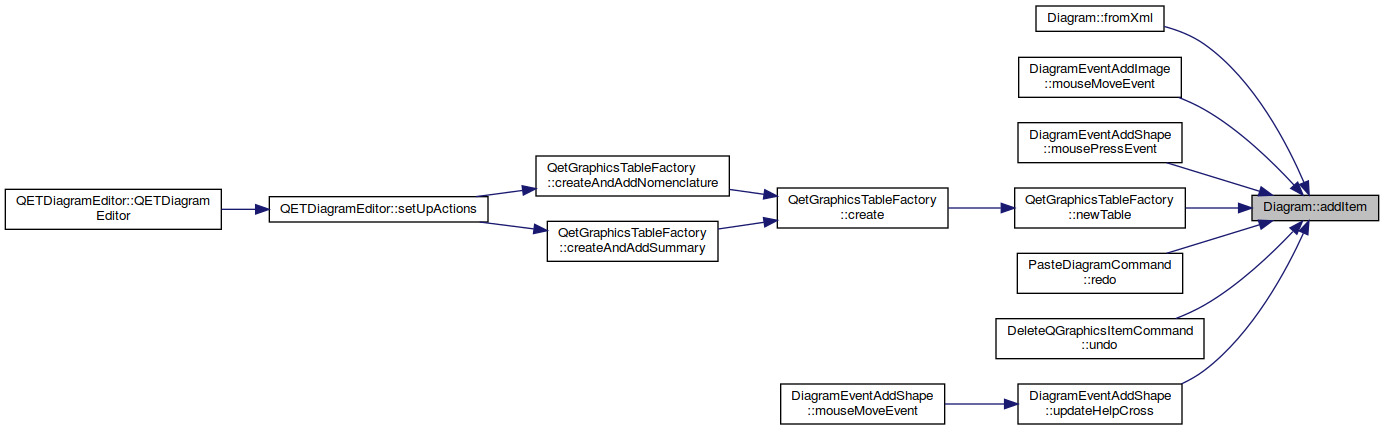 Diagram::fromXml
DiagramEventAddImage
::mouseMoveEvent
DiagramEventAddShape
::mousePressEvent
QetGraphicsTableFactory
::createAndAddNomenclature
QETDiagramEditor::QETDiagram
Editor
QETDiagramEditor::setUpActions
QetGraphicsTableFactory
::create
QetGraphicsTableFactory
::newTable
Diagram::addItem
QetGraphicsTableFactory
::createAndAddSummary
PasteDiagramCommand
::redo
DeleteQGraphicsItemCommand
::undo
DiagramEventAddShape
::mouseMoveEvent
DiagramEventAddShape
::updateHelpCross